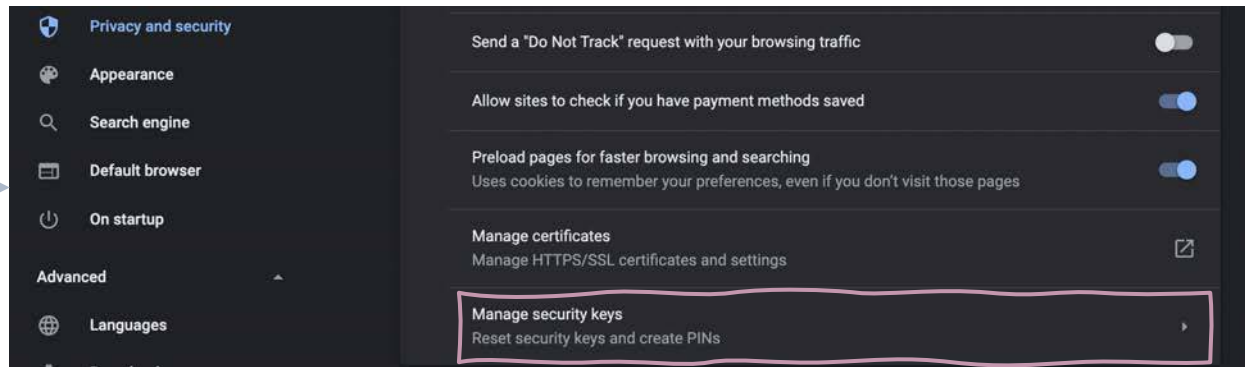 Privacy and security
Appearance
Search engine
Default browser
On startup
Advanced
Languages
Send a "Do Not Track" request with your browsing traffic
Allow sites to check if you have payment methods saved
Preload pages for faster browsing and searching
Uses cookies to remember your preferences, even if you don't visit those pages
Manage certificates
Manage HTTPS/SSL certificates and settings
Manage security keys
Reset security keys and create PINs